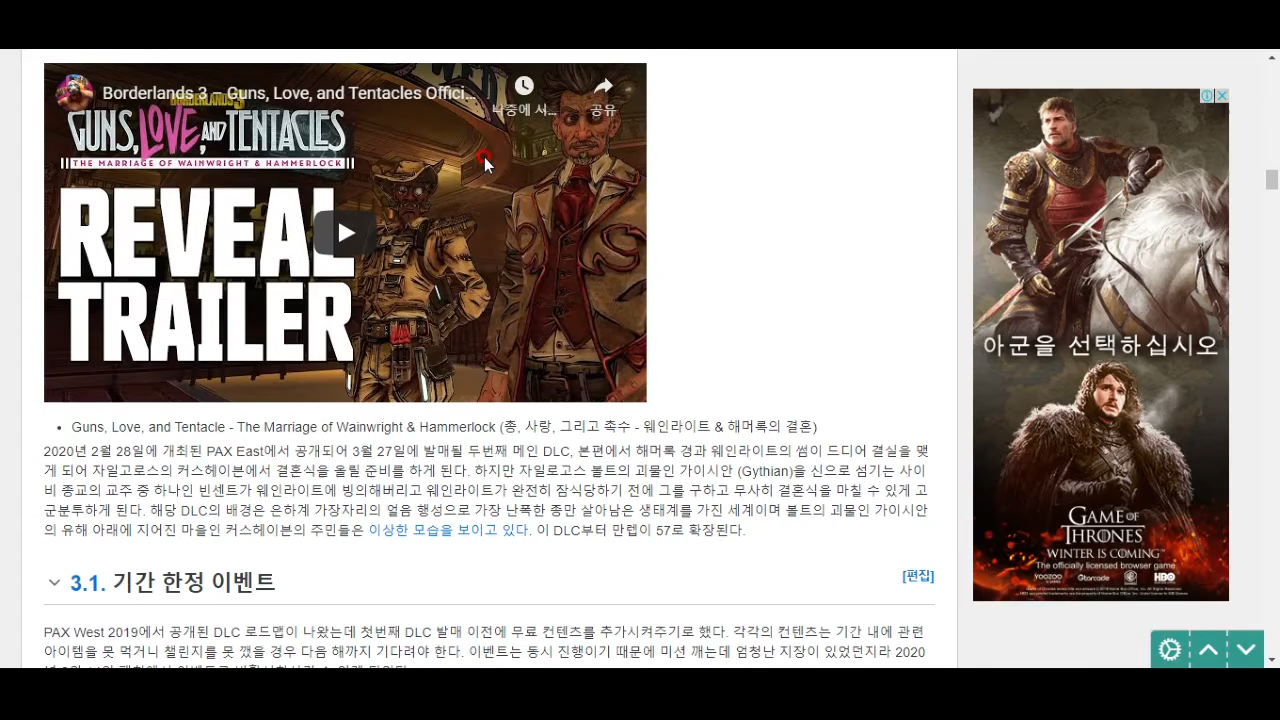 Borderlands 3 – Guns, Love, and Tentacles Offici...
나중에 시...
공유
BORDERLANDS 3
GUNS, LOVE, AND TENTACLES
THE MARRIAGE OF WAINWRIGHT & HAMMERLOCK
REVEAL
TRAILER
• Guns, Love, and Tentacle - The Marriage of Wainwright & Hammerlock (총, 사랑, 그리고 촉수 - 웨인라이트 & 해머록의 결혼)
2020년 2월 28일에 개최된 PAX East에서 공개되어 3월 27일에 발매될 두번째 메인 DLC, 본편에서 해머록 경과 웨인라이트의 썸이 드디어 결실을 맺
게 되어 자일로르스의 커스헤이븐에서 결혼식을 올릴 준비를 하게 된다. 하지만 자일로고스 볼트의 괴물인 가이시안 (Gythian)을 신으로 섬기는 사이
비 종교의 교주 중 하나인 빈센트가 웨인라이트에 빙의해버리고 웨인라이트가 완전히 잠식당하기 전에 그를 구하고 무사히 결혼식을 마칠 수 있게 고
군분투하게 된다. 해당 DLC의 배경은 은하계 가장자리의 얼음 행성으로 가장 난폭한 종만 살아남은 생태계를 가진 세계이며 볼트의 괴물인 가이시안
의 유해 아래에 지어진 마을인 커스헤이븐의 주민들은 이상한 모습을 보이고 있다. 이 DLC부터 만렙이 57로 확장된다.
3.1. 기간 한정 이벤트
[편집]
PAX West 2019에서 공개된 DLC 로드맵이 나왔는데 첫번째 DLC 발매 이전에 무료 컨텐츠를 추가시켜주기로 했다. 각각의 컨텐츠는 기간 내에 관련
아이템을 못 먹거니 챌린지를 못 깼을 경우 다음 해까지 기다려야 한다. 이벤트는 동시 진행이기 때문에 미션 깨는데 엄청난 지장이 있었던지라 2020
아군을 선택하십시오
GAME OF
THRONES
WINTER IS COMING™
The officially licensed browser game
YOOZOO
GAMES
Gtarcade
HBO